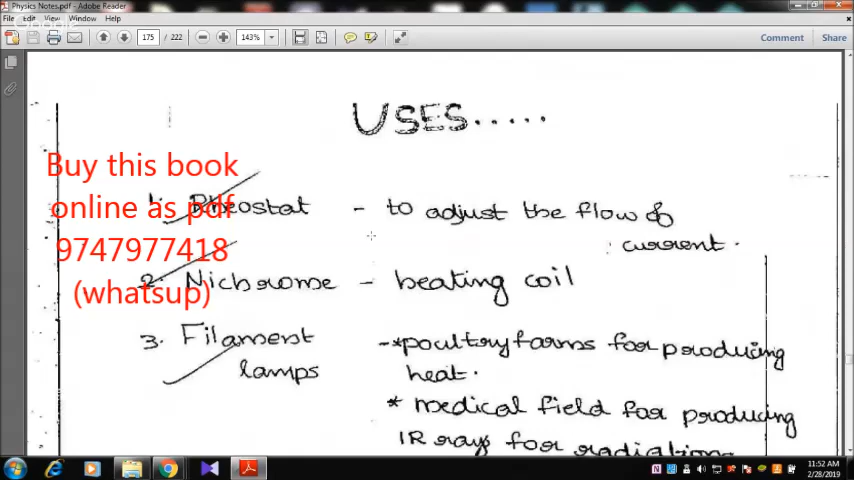 Physics Notes.pdf - Adobe Reader
File Edit View Window Help
175 / 222 143% Comment Share
USES.....
Buy this book
online as pdf
9747977418
(whatsup)
1. Rheostat - to adjust the flow of
current.
2. Nichrome - heating coil
3. Filament
lamps
-*poultry farms for producing
heat.
* medical field for producing
IR rays for radiations
11:52 AM
2/28/2019